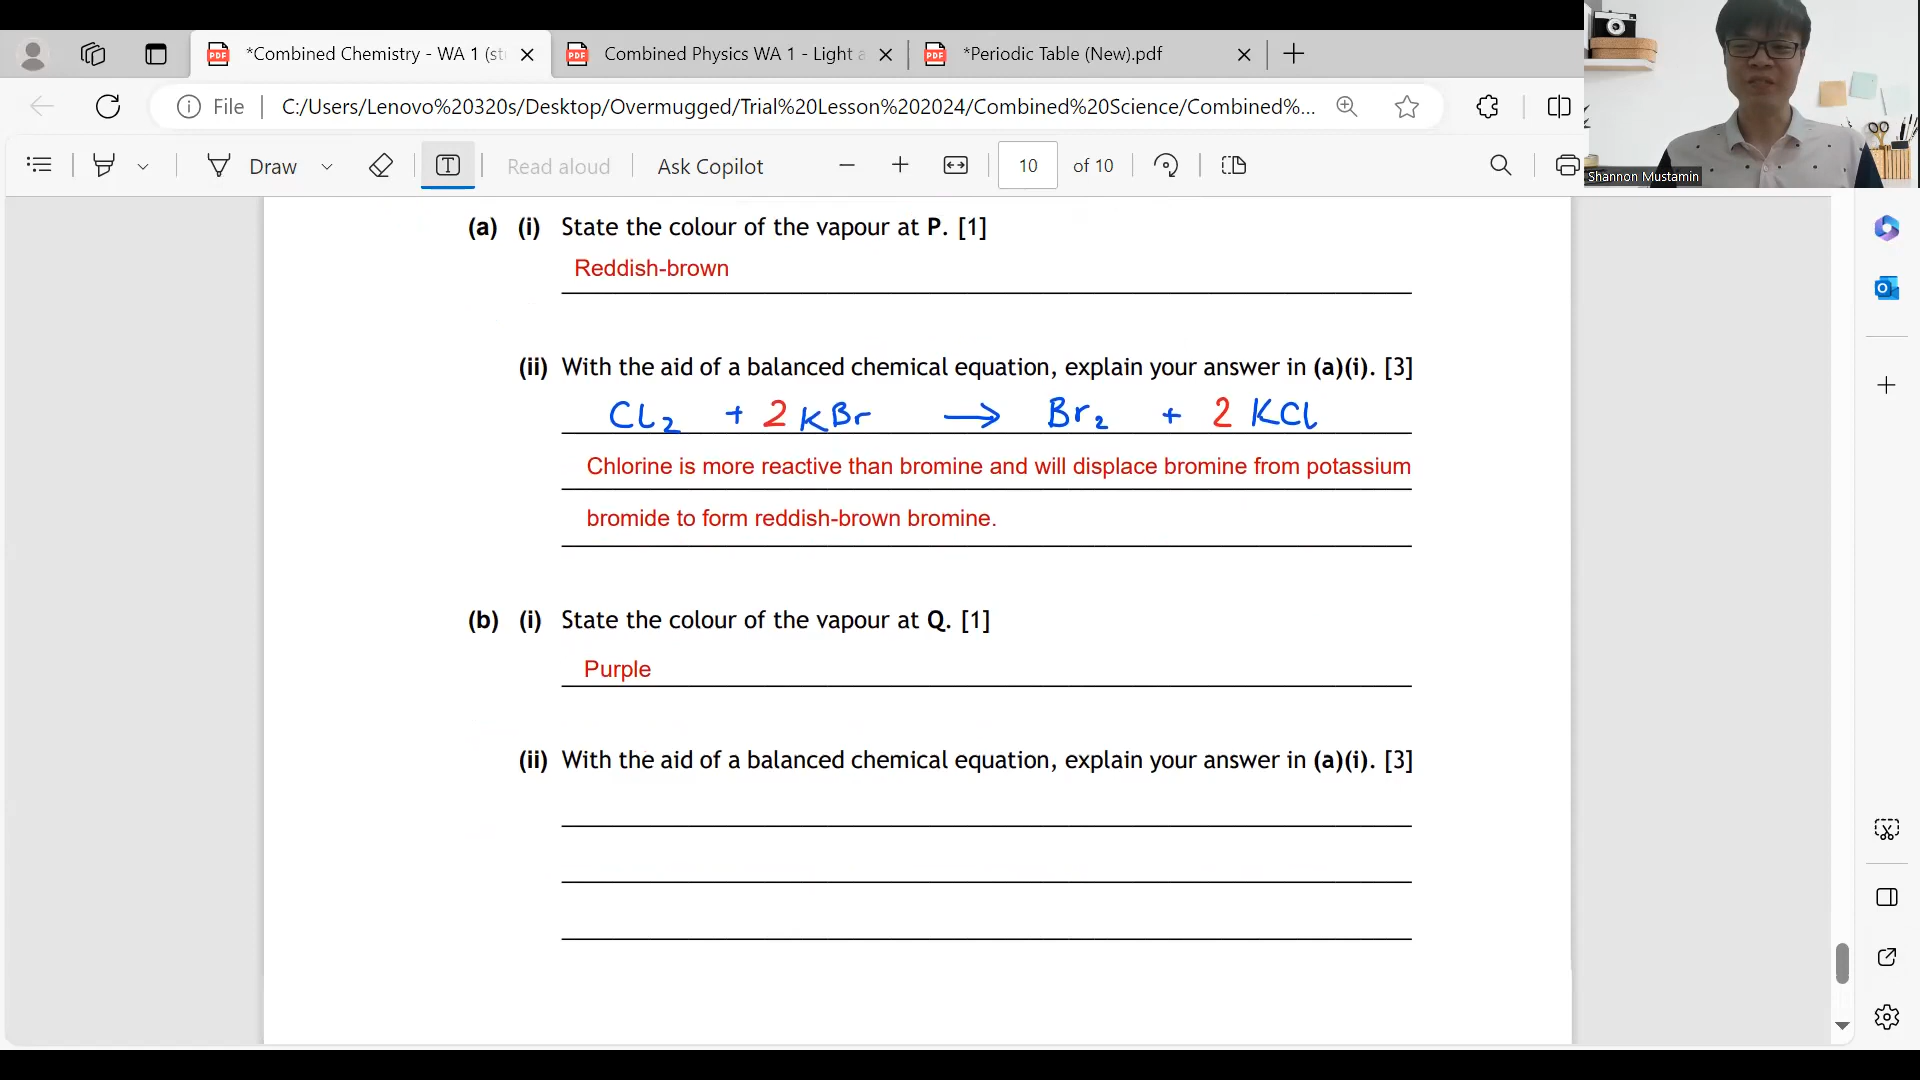 *Combined Chemistry - WA 1 (st
Combined Physics WA 1 - Light a
*Periodic Table (New).pdf
File
C:/Users/Lenovo%20320s/Desktop/Overmugged/Trial%20Lesson%202024/Combined%20Science/Combined%...
Draw
Read aloud
Ask Copilot
10 of 10
Shannon Mustamin
(a) (i) State the colour of the vapour at P. [1]
Reddish-brown
(ii) With the aid of a balanced chemical equation, explain your answer in (a)(i). [3]
Cl₂ + 2 KBr → Br₂ + 2 KCl
Chlorine is more reactive than bromine and will displace bromine from potassium
bromide to form reddish-brown bromine.
(b) (i) State the colour of the vapour at Q. [1]
Purple
(ii) With the aid of a balanced chemical equation, explain your answer in (a)(i). [3]